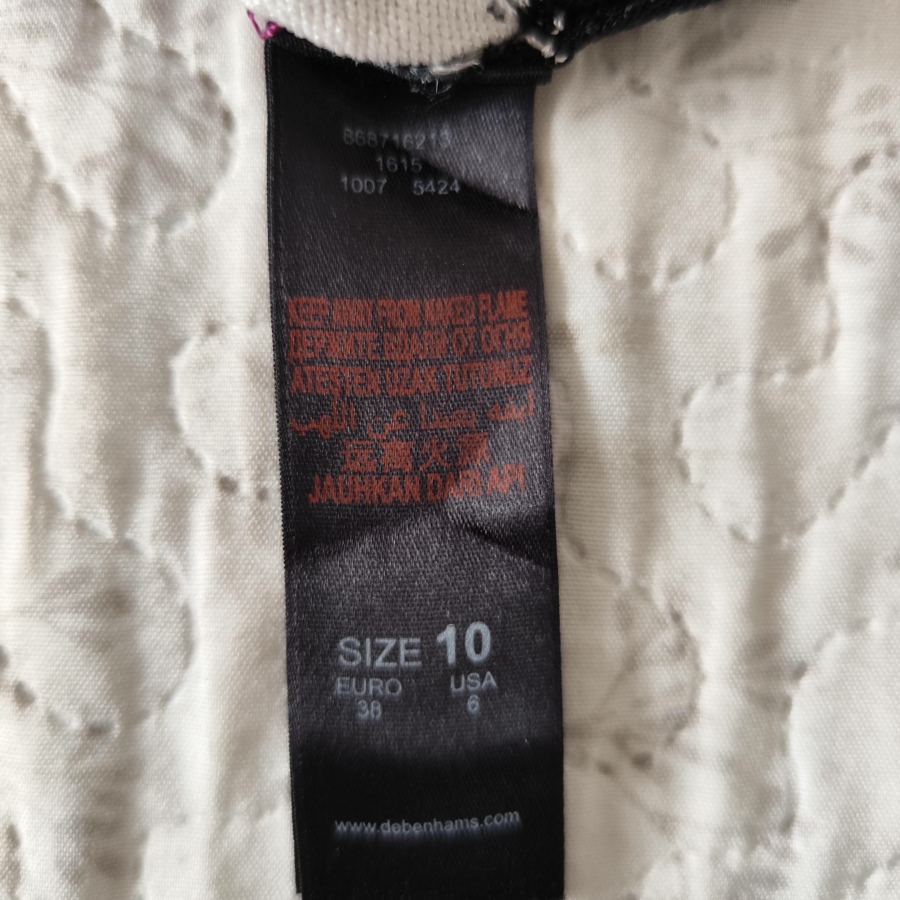 868716213
1615
1007 5424
KEEP AWAY FROM NAKED FLAME
ATEŞTEN UZAK TUTUNUZ
JAUHKAN DARI API
SIZE 10
EURO USA
38 6
www.debenhams.com